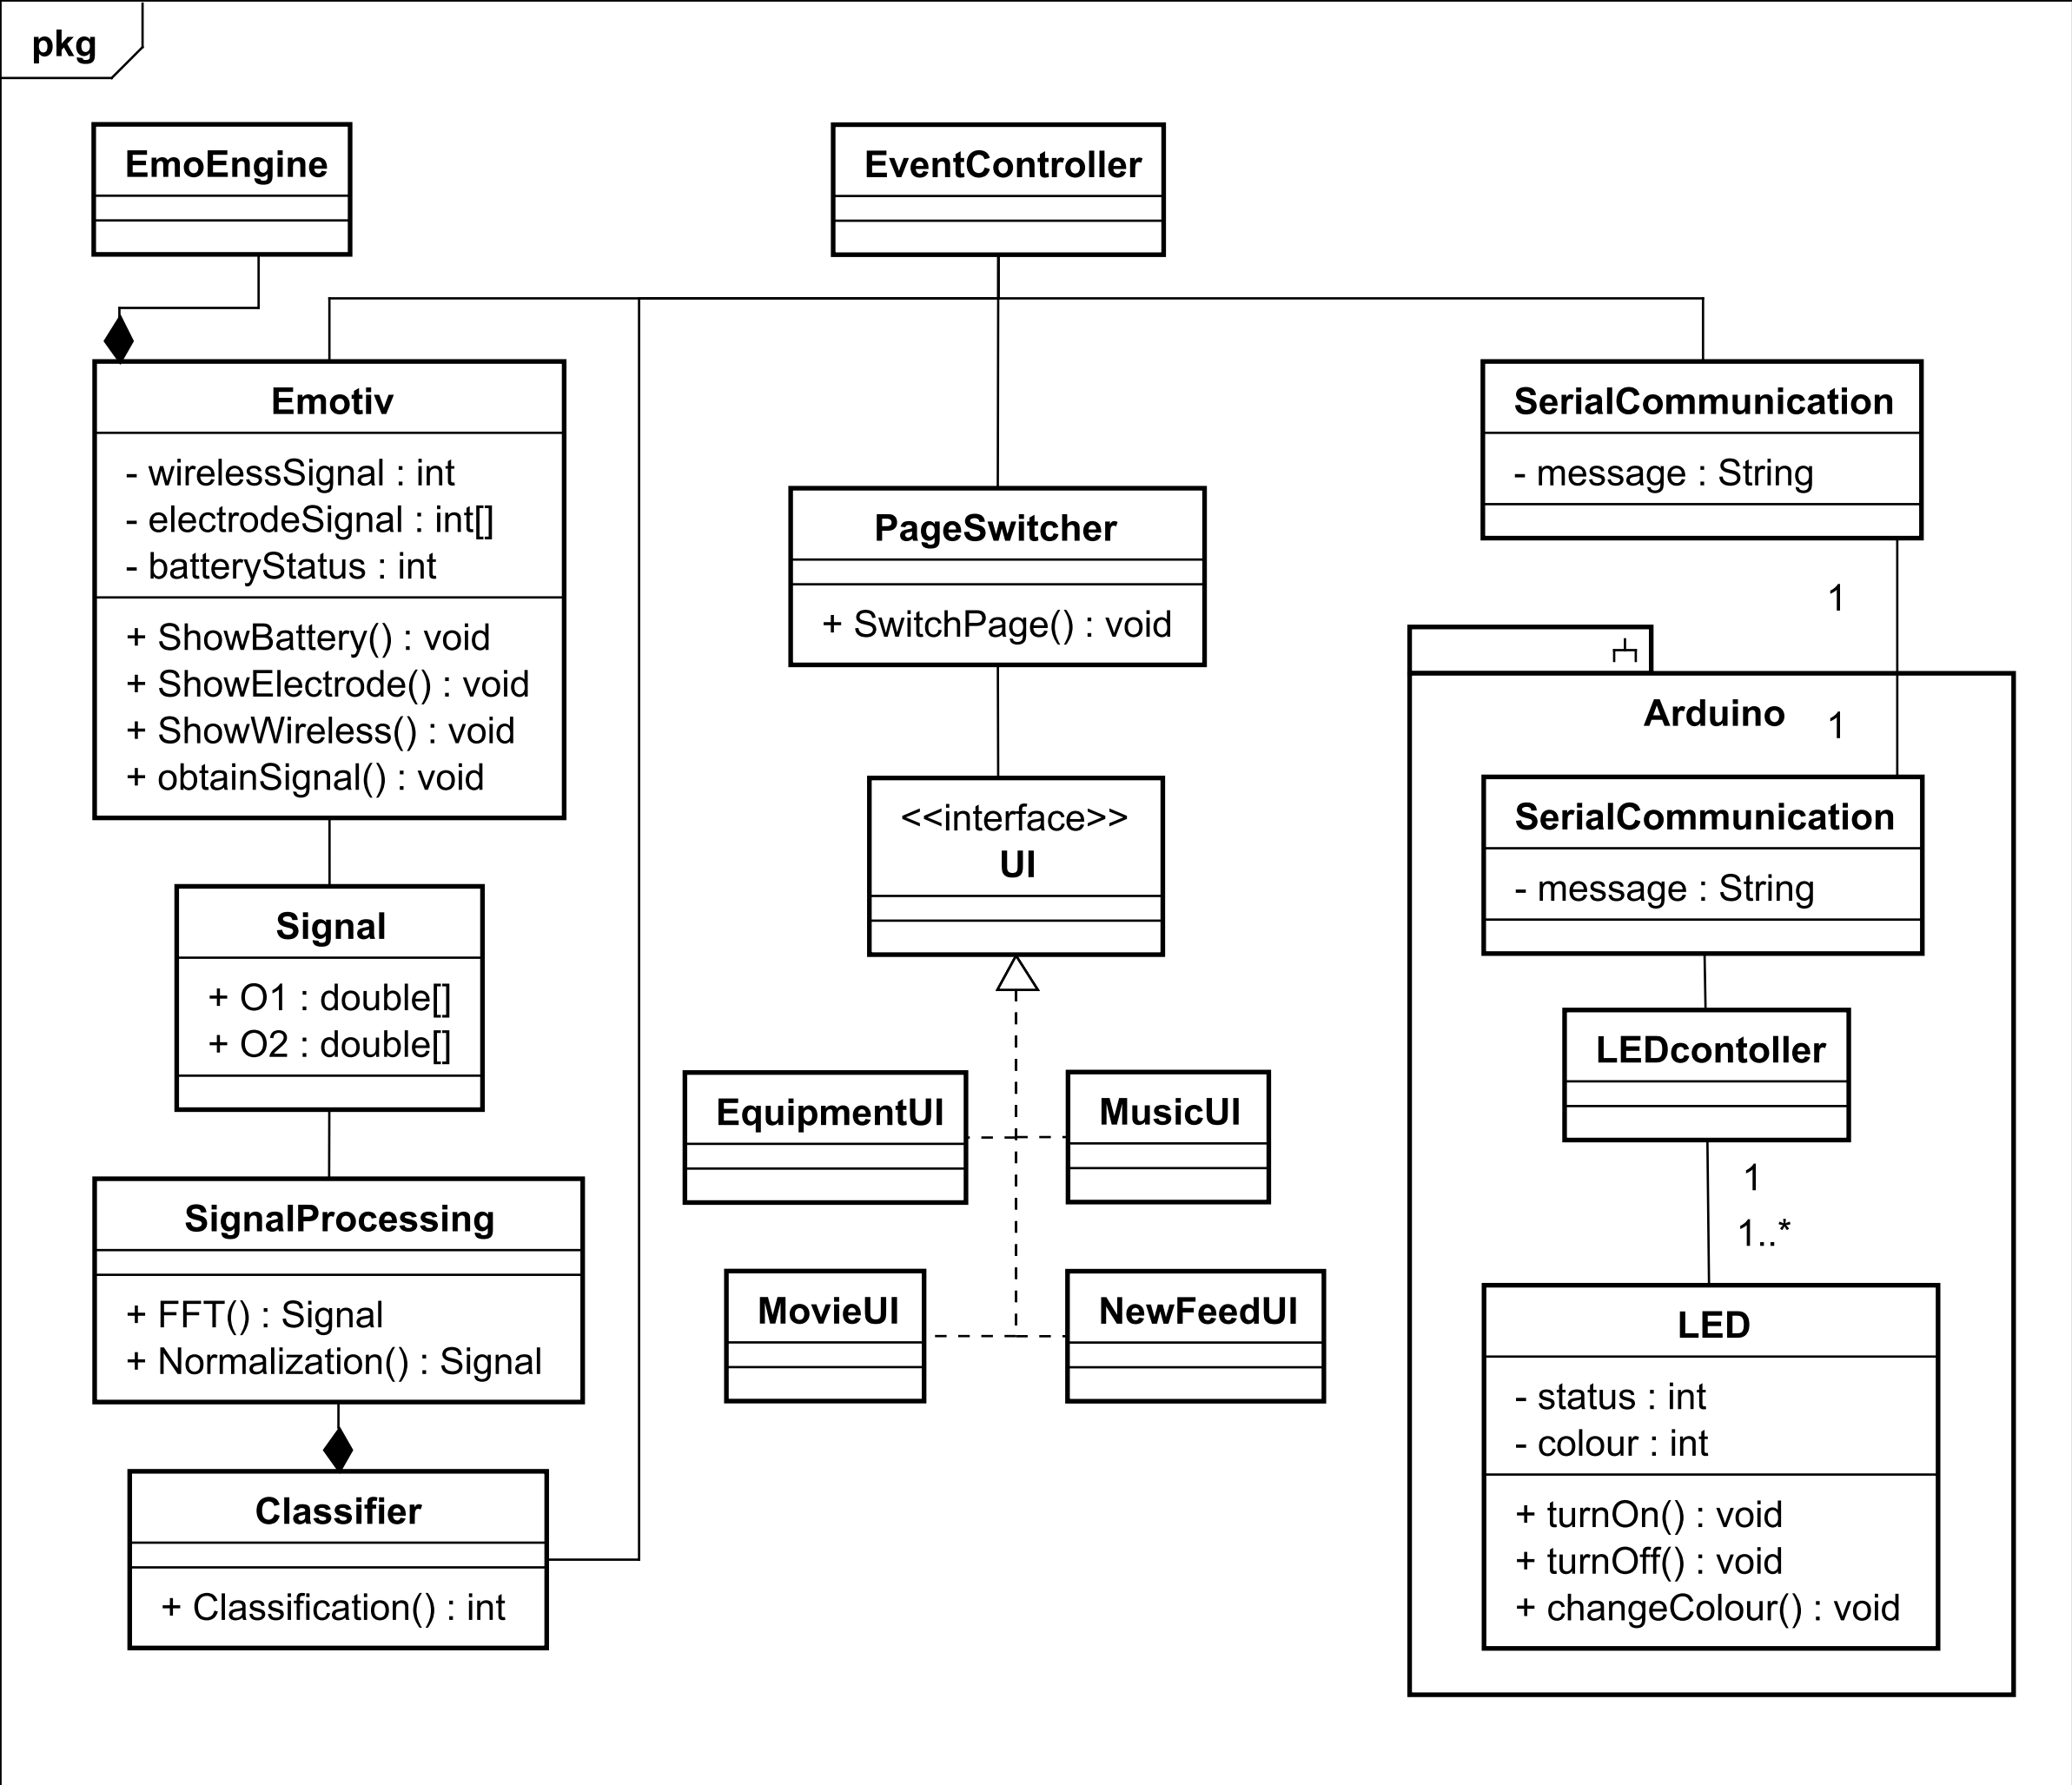 pkg
EmoEngine
EventController
Emotiv
- wirelessSignal : int
- electrodeSignal : int[]
- batteryStatus : int
+ ShowBattery() : void
+ ShowElectrode() : void
+ ShowWireless() : void
+ obtainSignal() : void
Signal
+ O1 : double[]
+ O2 : double[]
SignalProcessing
+ FFT() : Signal
+ Normalization() : Signal
Classifier
+ Classification() : int
PageSwitcher
+ SwitchPage() : void
<<interface>>
UI
EquipmentUI
MusicUI
MovieUI
NewFeedUI
SerialCommunication
- message : String
1
Arduino
1
SerialCommunication
- message : String
LEDcontoller
1
1..*
LED
- status : int
- colour : int
+ turnOn() : void
+ turnOff() : void
+ changeColour() : void